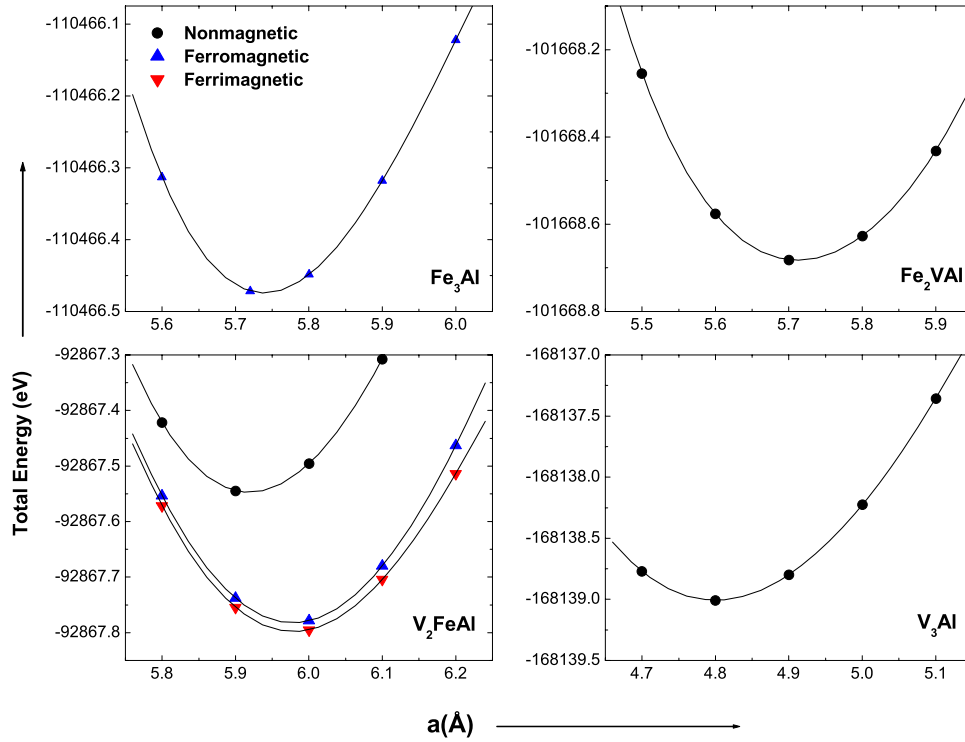 -110466.1
-110466.2
-110466.3
-110466.4
-110466.5
Nonmagnetic
Ferromagnetic
Ferrimagnetic
Fe3Al
5.6 5.7 5.8 5.9 6.0
-101668.2
-101668.4
-101668.6
-101668.8
Fe2VAl
5.5 5.6 5.7 5.8 5.9
Total Energy (eV)
-92867.3
-92867.4
-92867.5
-92867.6
-92867.7
-92867.8
V2FeAl
5.8 5.9 6.0 6.1 6.2
-168137.0
-168137.5
-168138.0
-168138.5
-168139.0
-168139.5
V3Al
4.7 4.8 4.9 5.0 5.1
a(Å)